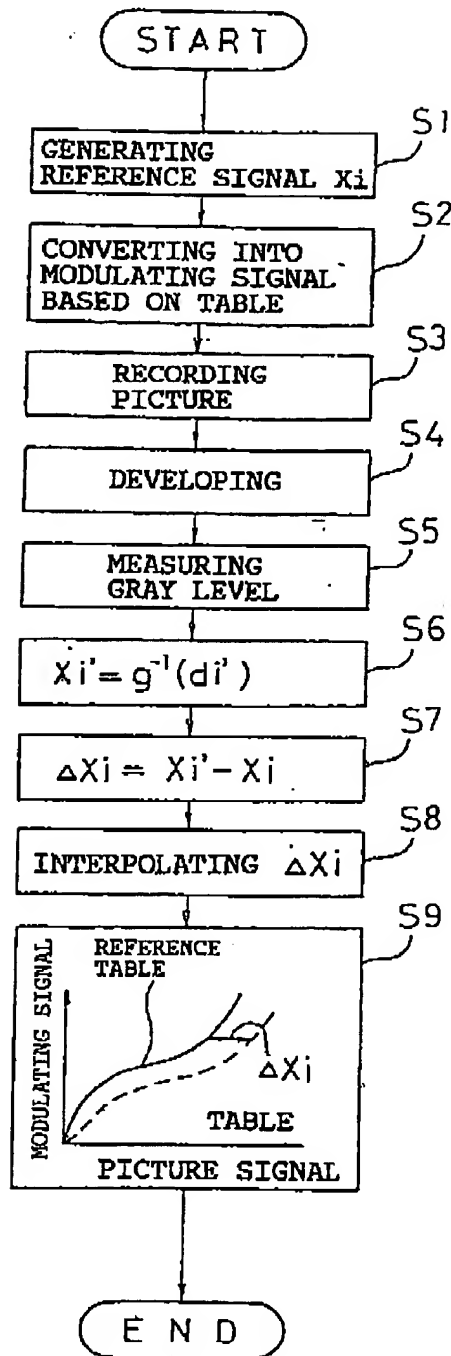 START
S1
GENERATING
REFERENCE SIGNAL Xi
S2
CONVERTING INTO
MODULATING SIGNAL
BASED ON TABLE
S3
RECORDING
PICTURE
S4
DEVELOPING
S5
MEASURING
GRAY LEVEL
S6
Xi' = g⁻¹(di')
S7
ΔXi = Xi' - Xi
S8
INTERPOLATING ΔXi
S9
MODULATING SIGNAL
REFERENCE
TABLE
ΔXi
TABLE
PICTURE SIGNAL
END